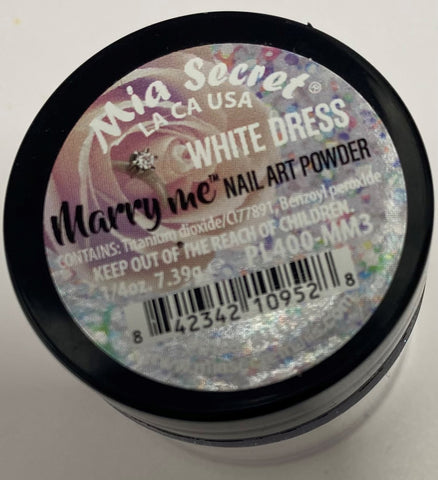 Mia Secret®
LA CA USA
WHITE DRESS
Marry me™ NAIL ART POWDER
CONTAINS: Titanium dioxide/CI77891, Benzoyl peroxide
KEEP OUT OF THE REACH OF CHILDREN
1/4oz. 7.39g PL400-MM3
8 42342 10952 8